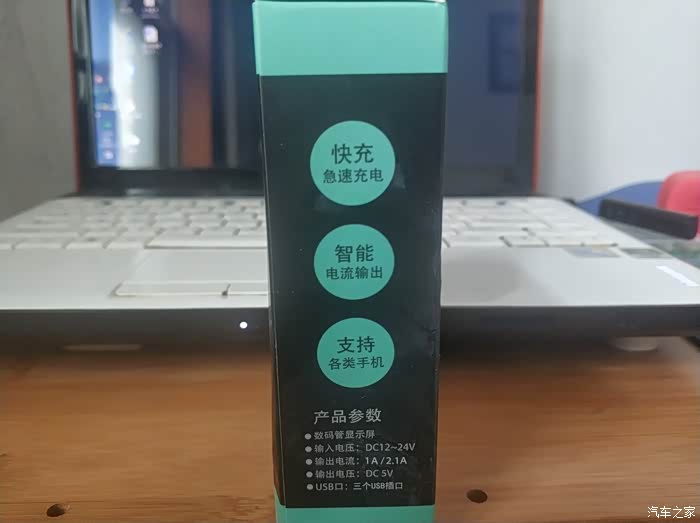 快充
急速充电
智能
电流输出
支持
各类手机
产品参数
●数码管显示屏
●输入电压：DC12~24V
●输出电流：1A/2.1A
●输出电压：DC 5V
●USB口：三个USB插口
汽车之家